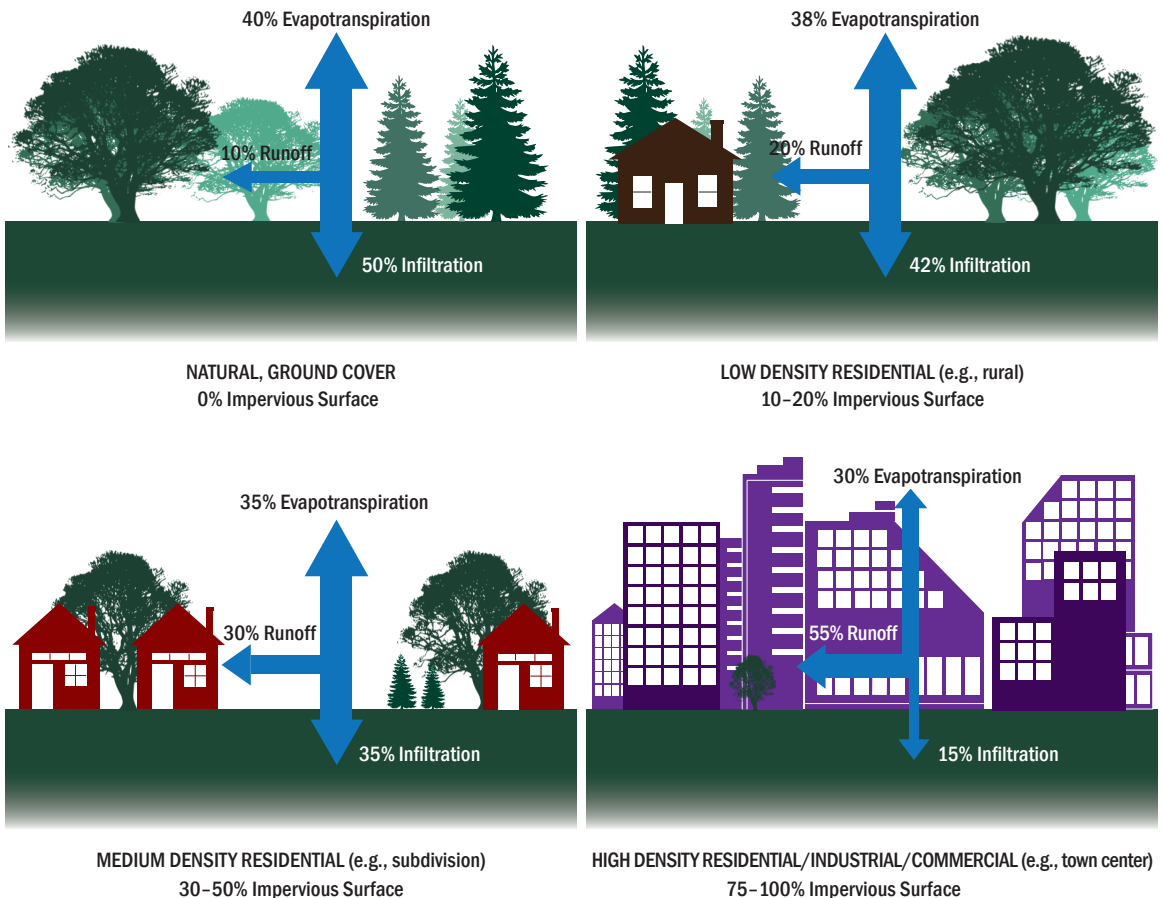 40% Evapotranspiration
10% Runoff
50% Infiltration
NATURAL, GROUND COVER
0% Impervious Surface
38% Evapotranspiration
20% Runoff
42% Infiltration
LOW DENSITY RESIDENTIAL (e.g., rural)
10–20% Impervious Surface
35% Evapotranspiration
30% Runoff
35% Infiltration
MEDIUM DENSITY RESIDENTIAL (e.g., subdivision)
30–50% Impervious Surface
30% Evapotranspiration
55% Runoff
15% Infiltration
HIGH DENSITY RESIDENTIAL/INDUSTRIAL/COMMERCIAL (e.g., town center)
75–100% Impervious Surface